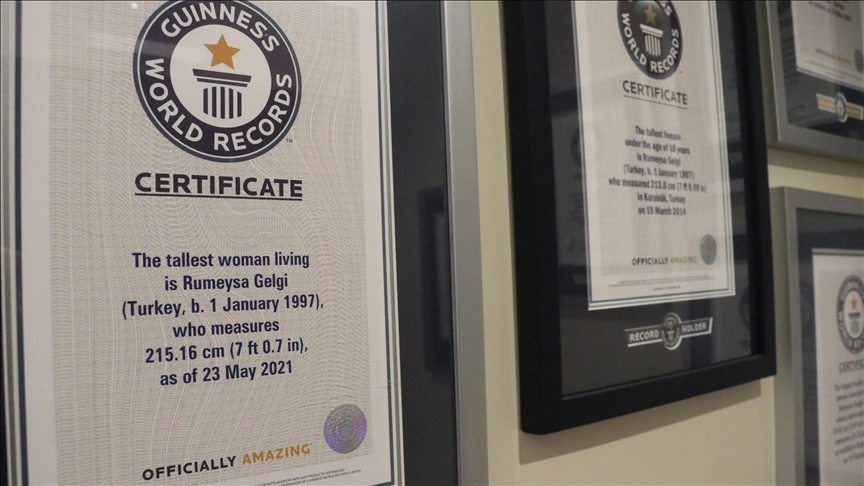 GUINNESS
WORLD RECORDS
™
CERTIFICATE
The tallest woman living
is Rumeysa Gelgi
(Turkey, b. 1 January 1997),
who measures
215.16 cm (7 ft 0.7 in),
as of 23 May 2021
OFFICIALLY AMAZING
WORLD RECORDS
CERTIFICATE
The tallest female
under the age of 18 years
is Rumeysa Gelgi
(Turkey, b. 1 January 1997)
who measured 213.6 cm (7 ft 0.09 in)
in Karabük, Turkey
on 19 March 2014
OFFICIALLY AMAZING
RECORD HOLDER